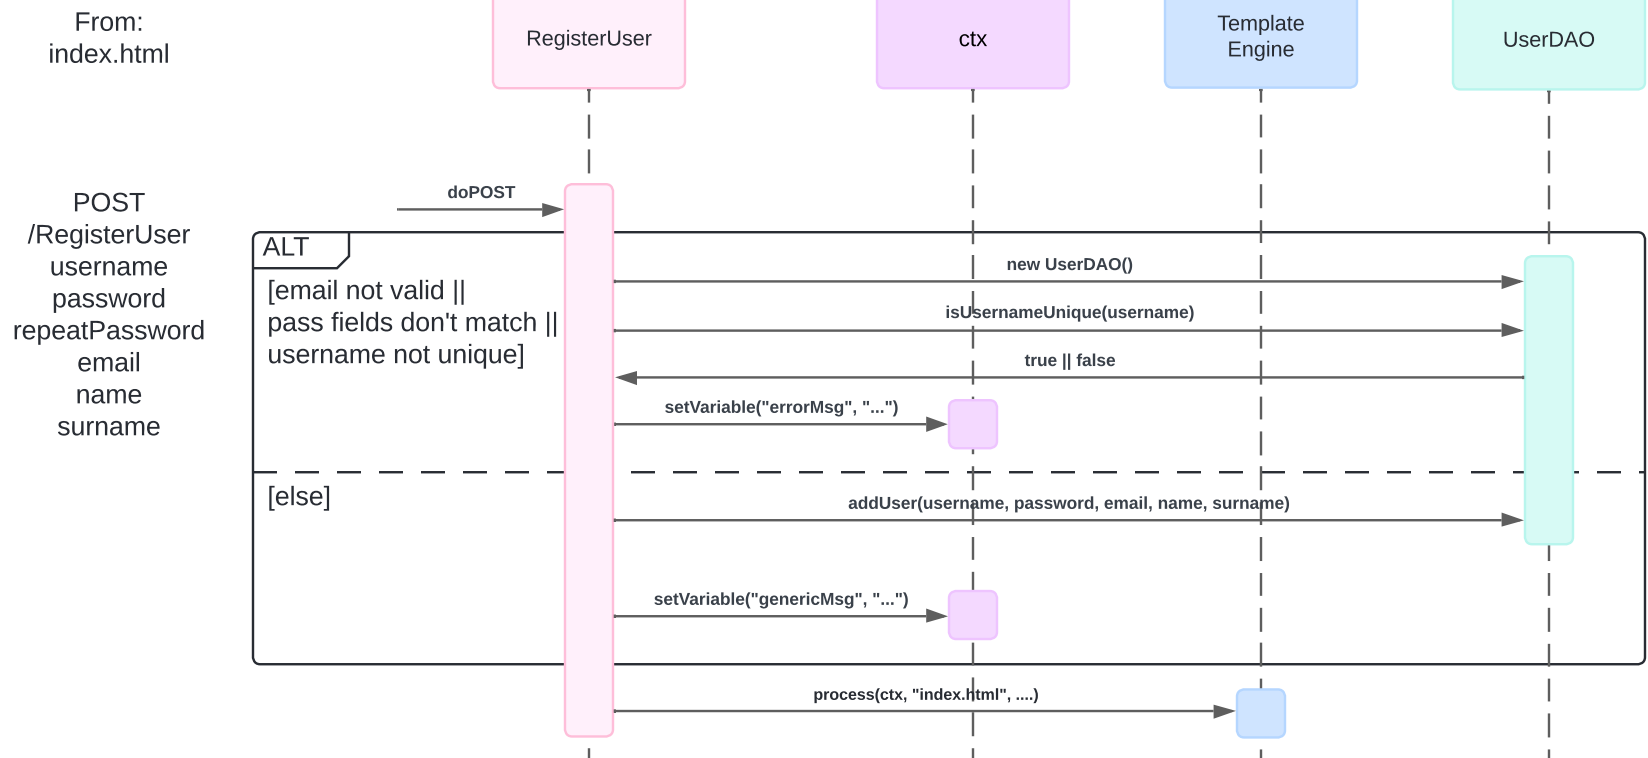 From:
index.html
RegisterUser
ctx
Template
Engine
UserDAO
POST
/RegisterUser
username
password
repeatPassword
email
name
surname
doPOST
ALT
[email not valid ||
pass fields don't match ||
username not unique]
new UserDAO()
isUsernameUnique(username)
true || false
setVariable("errorMsg", "...")
[else]
addUser(username, password, email, name, surname)
setVariable("genericMsg", "...")
process(ctx, "index.html", ....)